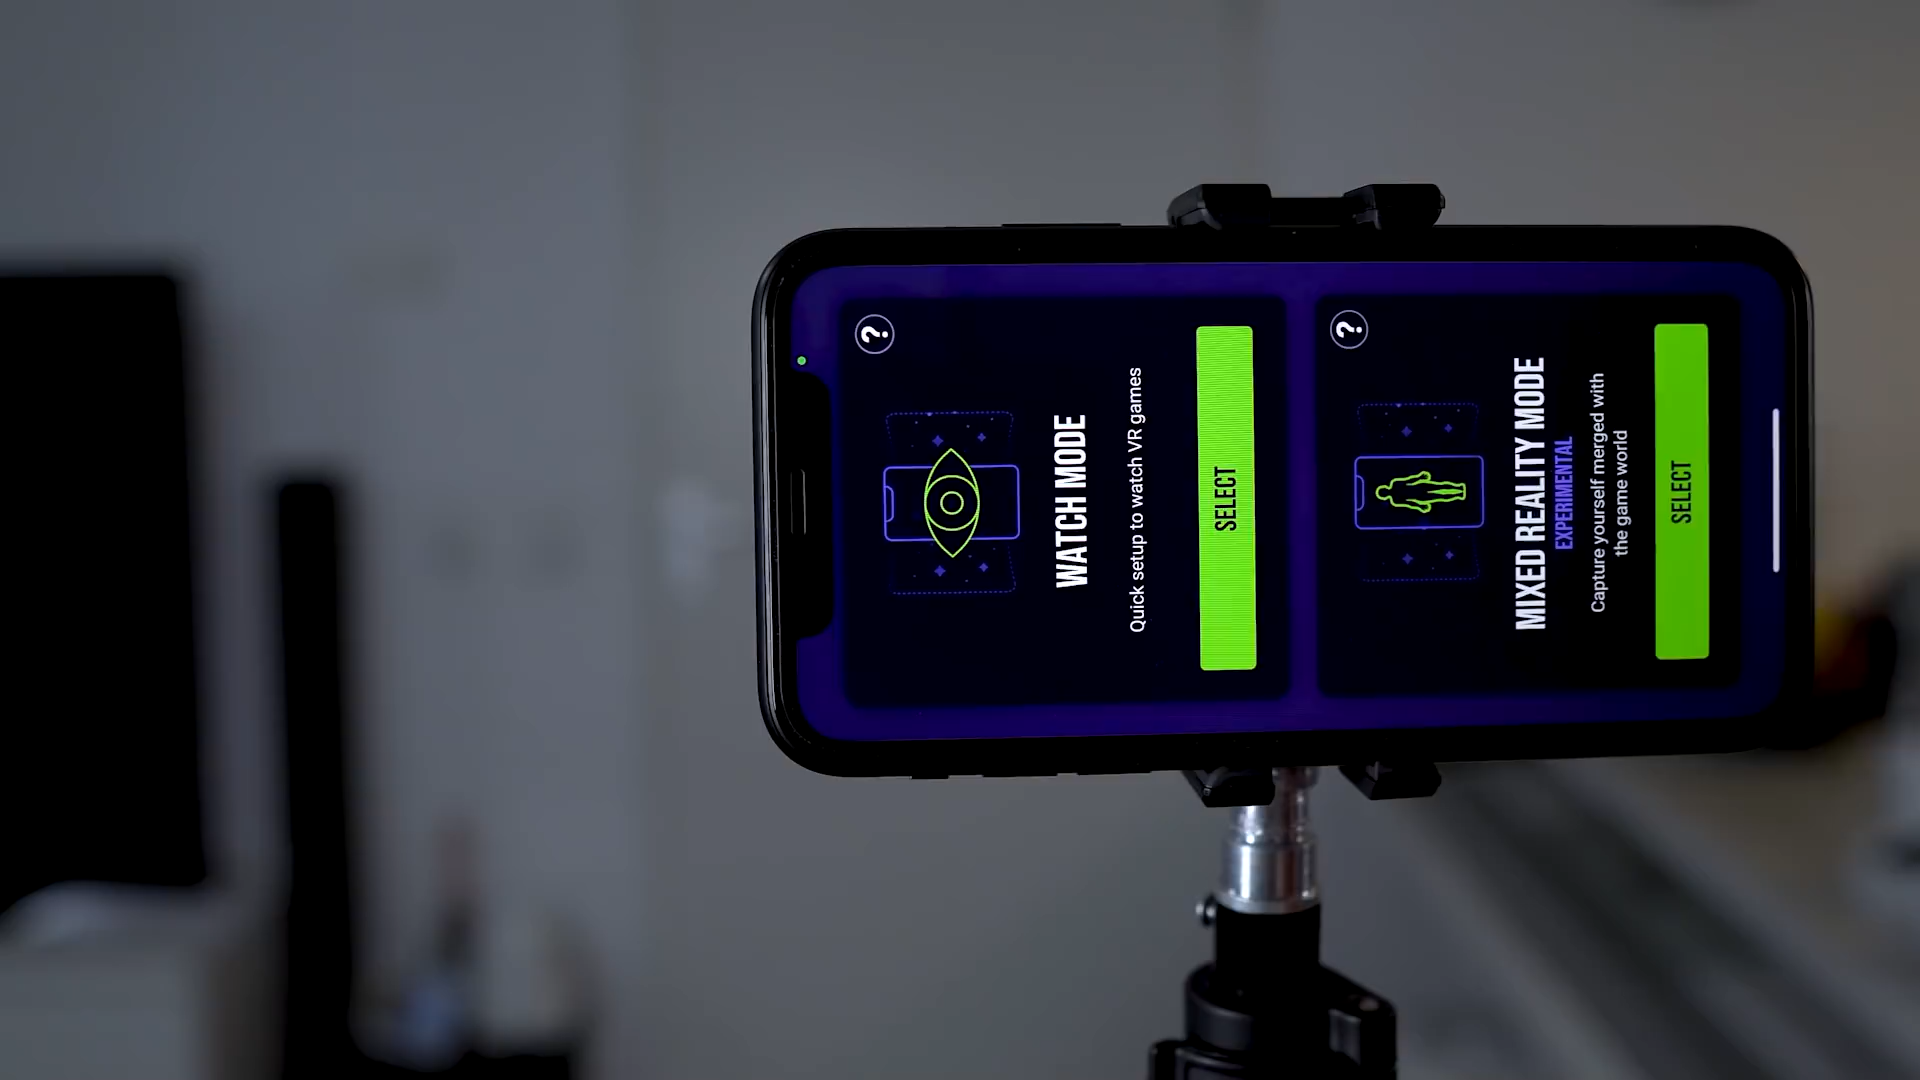 ?
WATCH MODE
Quick setup to watch VR games
SELECT
?
MIXED REALITY MODE
EXPERIMENTAL
Capture yourself merged with
the game world
SELECT